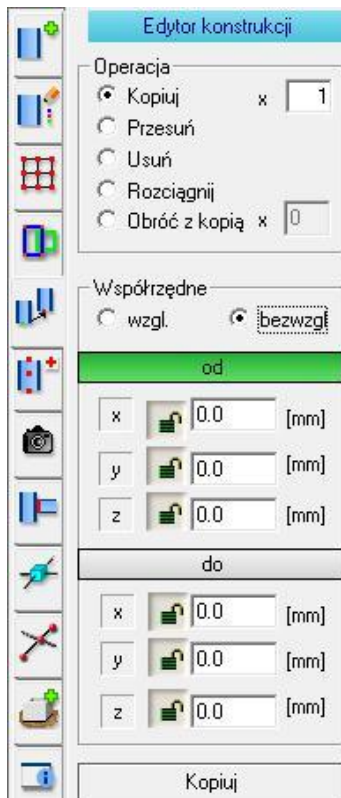 Edytor konstrukcji
Operacja
Kopiuj x 1
Przesuń
Usuń
Rozciągnij
Obróć z kopią x 0
Współrzędne
wzgl. bezwzgl
od
x 0.0 [mm]
y 0.0 [mm]
z 0.0 [mm]
do
x 0.0 [mm]
y 0.0 [mm]
z 0.0 [mm]
Kopiuj